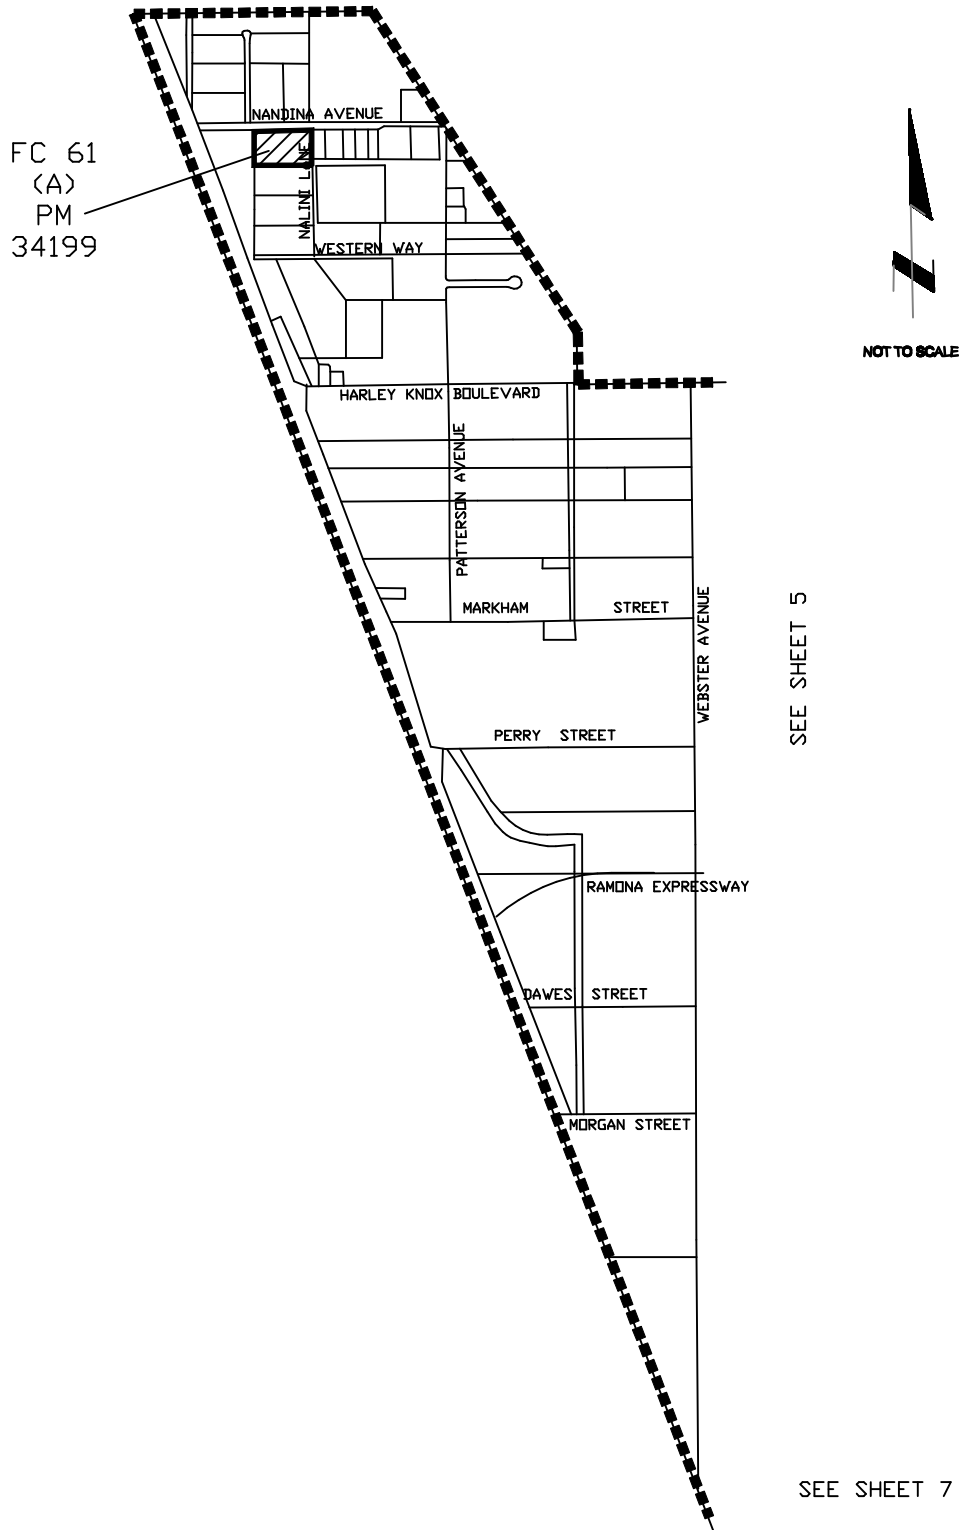 NANDINA AVENUE
FC 61
(A)
PM
34199
NALINI LANE
WESTERN WAY
NOT TO SCALE
HARLEY KNOX BOULEVARD
PATTERSON AVENUE
MARKHAM STREET
WEBSTER AVENUE
SEE SHEET 5
PERRY STREET
RAMONA EXPRESSWAY
DAWES STREET
MORGAN STREET
SEE SHEET 7